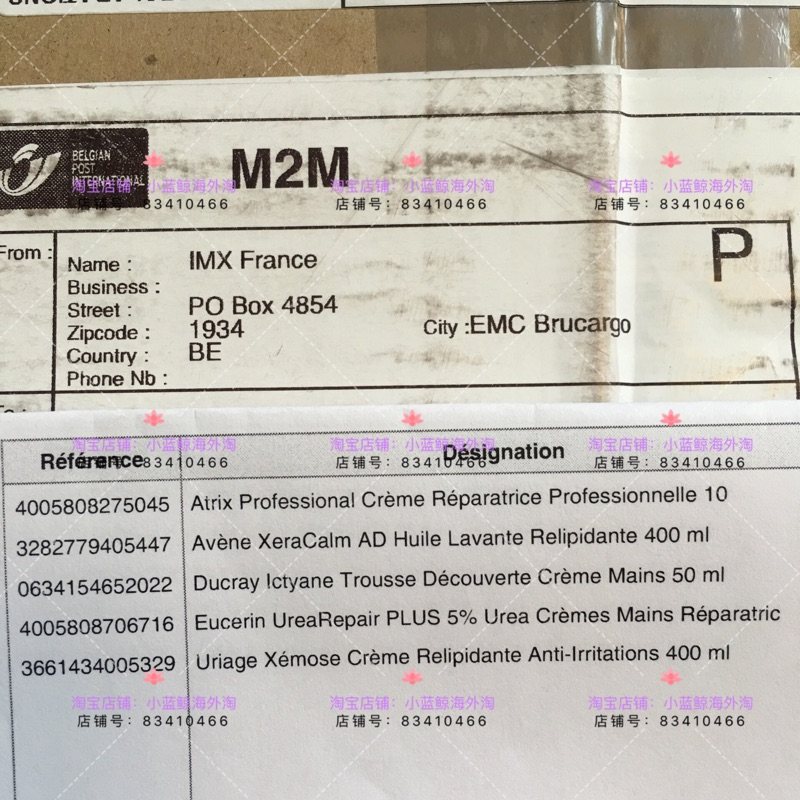 BELGIAN
POST
INTERNATIONAL
M2M
淘宝店铺：小蓝鲸海外淘 淘宝店铺：小蓝鲸海外淘 淘宝店铺：小蓝鲸海外淘
店铺号：83410466 店铺号：83410466 店铺号：83410466
P
From :
Name : IMX France
Business :
Street : PO Box 4854
Zipcode : 1934 City :EMC Brucargo
Country : BE
Phone Nb :
淘宝店铺：小蓝鲸海外淘 淘宝店铺：小蓝鲸海外淘 淘宝店铺：小蓝鲸海外淘
Référence Désignation
店铺号：83410466 店铺号：83410466 店铺号：83410466
4005808275045 Atrix Professional Crème Réparatrice Professionnelle 10
3282779405447 Avène XeraCalm AD Huile Lavante Relipidante 400 ml
0634154652022 Ducray Ictyane Trousse Découverte Crème Mains 50 ml
4005808706716 Eucerin UreaRepair PLUS 5% Urea Crèmes Mains Réparatric
3661434005329 Uriage Xémose Crème Relipidante Anti-Irritations 400 ml
淘宝店铺：小蓝鲸海外淘 淘宝店铺：小蓝鲸海外淘 淘宝店铺：小蓝鲸海外淘
店铺号：83410466 店铺号：83410466 店铺号：83410466